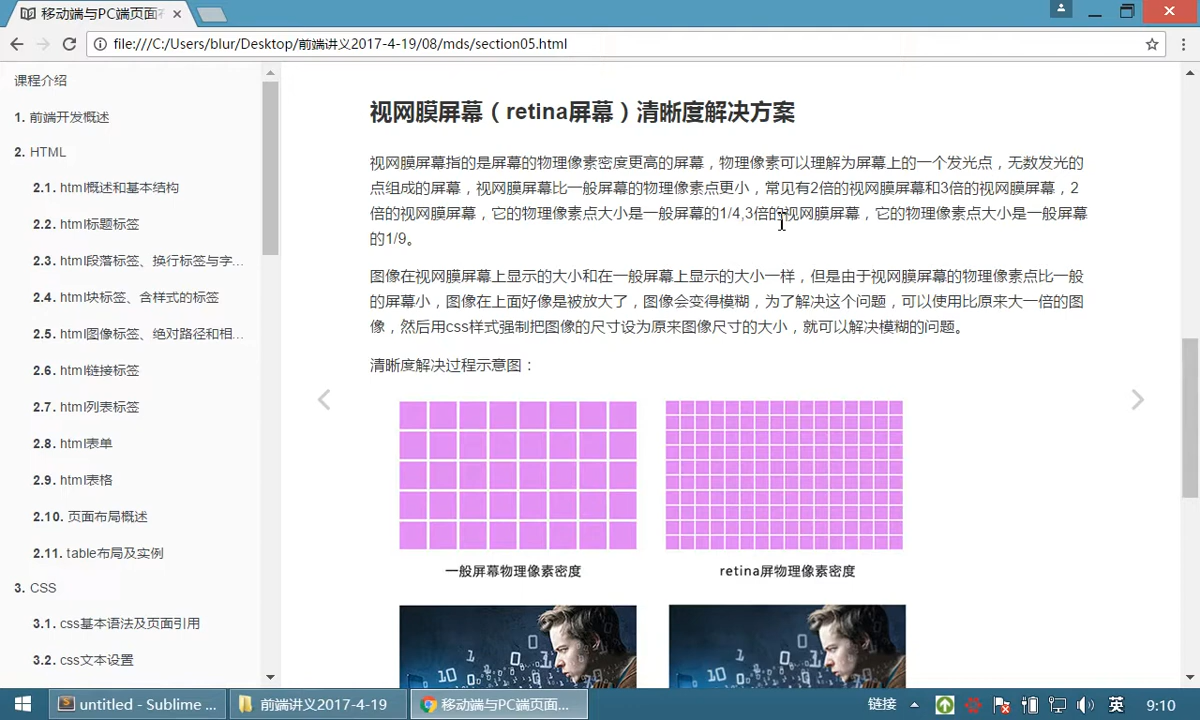 移动端与PC端页面
file:///C:/Users/blur/Desktop/前端讲义2017-4-19/08/mds/section05.html
课程介绍
1. 前端开发概述
2. HTML
2.1. html概述和基本结构
2.2. html标题标签
2.3. html段落标签、换行标签与字...
2.4. html块标签、含样式的标签
2.5. html图像标签、绝对路径和相...
2.6. html链接标签
2.7. html列表标签
2.8. html表单
2.9. html表格
2.10. 页面布局概述
2.11. table布局及实例
3. CSS
3.1. css基本语法及页面引用
3.2. css文本设置
视网膜屏幕（retina屏幕）清晰度解决方案
视网膜屏幕指的是屏幕的物理像素密度更高的屏幕，物理像素可以理解为屏幕上的一个发光点，无数发光的
点组成的屏幕，视网膜屏幕比一般屏幕的物理像素点更小，常见有2倍的视网膜屏幕和3倍的视网膜屏幕，2
倍的视网膜屏幕，它的物理像素点大小是一般屏幕的1/4,3倍的视网膜屏幕，它的物理像素点大小是一般屏幕
的1/9。
图像在视网膜屏幕上显示的大小和在一般屏幕上显示的大小一样，但是由于视网膜屏幕的物理像素点比一般
的屏幕小，图像在上面好像是被放大了，图像会变得模糊，为了解决这个问题，可以使用比原来大一倍的图
像，然后用css样式强制把图像的尺寸设为原来图像尺寸的大小，就可以解决模糊的问题。
清晰度解决过程示意图：
一般屏幕物理像素密度
retina屏物理像素密度
untitled - Sublime ...
前端讲义2017-4-19
移动端与PC端页面...
链接
英
9:10